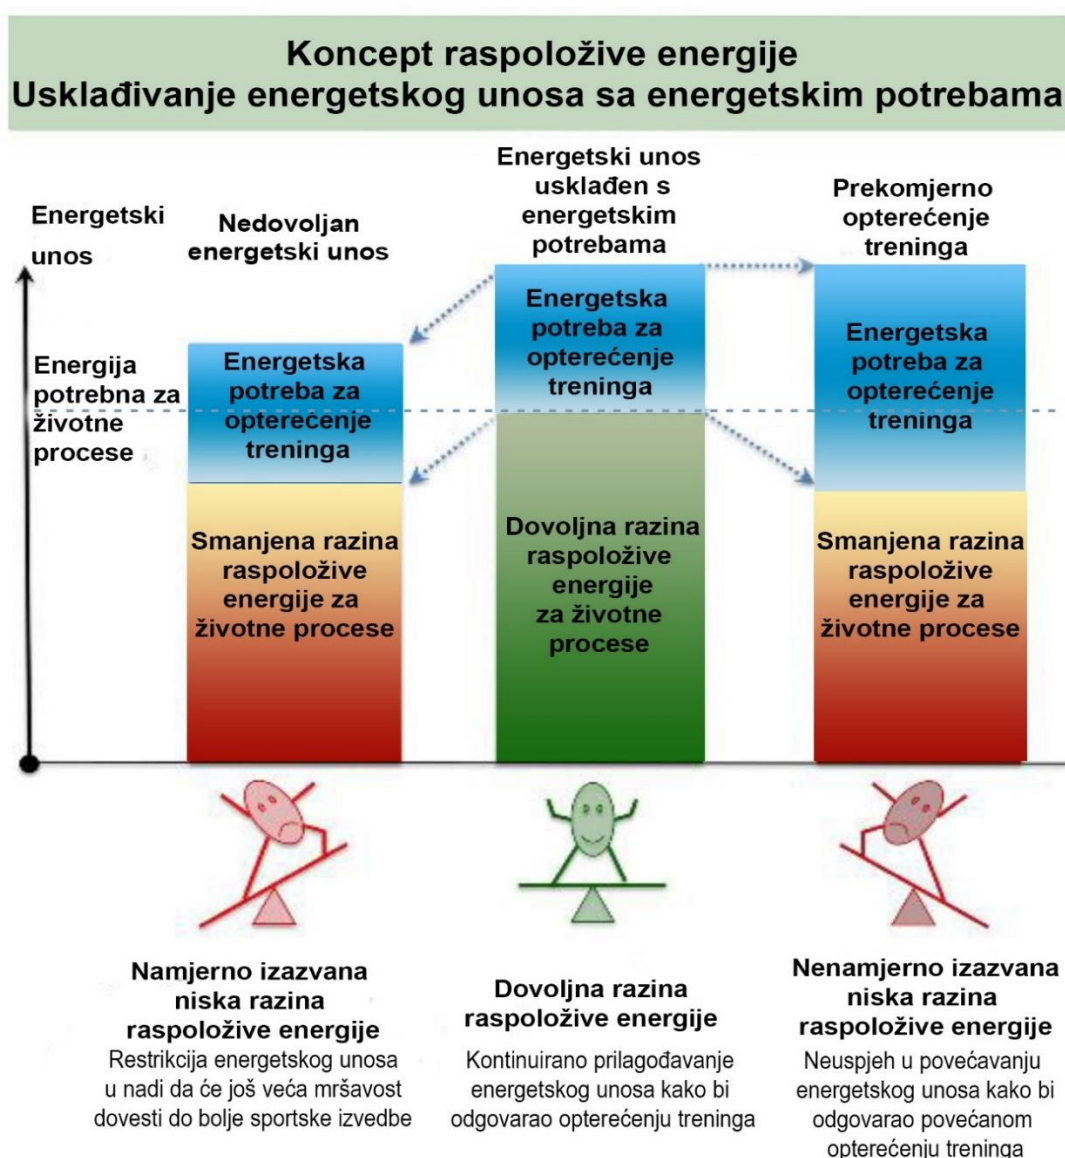 Koncept raspoložive energije
Usklađivanje energetskog unosa sa energetskim potrebama
Energetski
unos
Nedovoljan
energetski unos
Energetski unos
usklađen s
energetskim
potrebama
Prekomjerno
opterećenje
treninga
Energija
potrebna za
životne
procese
Energetska
potreba za
opterećenje
treninga
Energetska
potreba za
opterećenje
treninga
Energetska
potreba za
opterećenje
treninga
Smanjena razina
raspoložive
energije za
životne procese
Dovoljna razina
raspoložive
energije
za životne
procese
Smanjena razina
raspoložive
energije za
životne procese
Namjerno izazvana
niska razina
raspoložive energije
Restrikcija energetskog unosa
u nadi da će još veća mršavost
dovesti do bolje sportske izvedbe
Dovoljna razina
raspoložive energije
Kontinuirano prilagođavanje
energetskog unosa kako bi
odgovarao opterećenju treninga
Nenamjerno izazvana
niska razina
raspoložive energije
Neuspjeh u povećavanju
energetskog unosa kako bi
odgovarao povećanom
opterećenju treninga